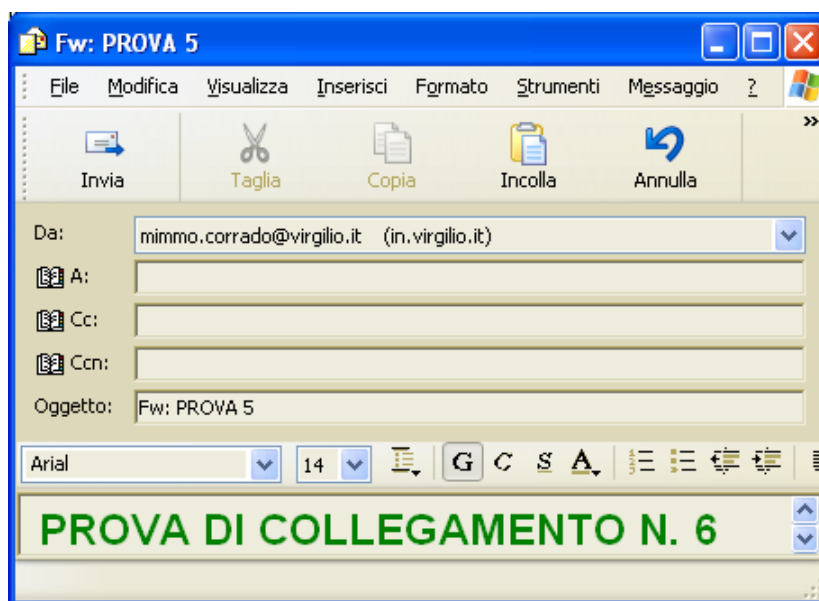 Fw: PROVA 5
File Modifica Visualizza Inserisci Formato Strumenti Messaggio ?
Invia Taglia Copia Incolla Annulla »
Da: mimmo.corrado@virgilio.it (in.virgilio.it)
A:
Cc:
Ccn:
Oggetto: Fw: PROVA 5
Arial 14 G C S A
PROVA DI COLLEGAMENTO N. 6